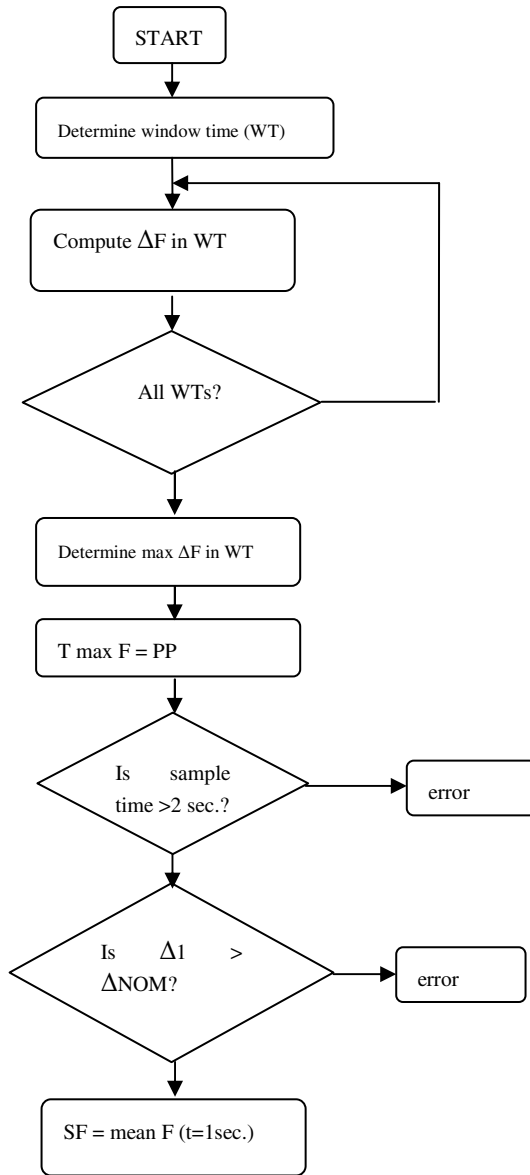 START
Determine window time (WT)
Compute ΔF in WT
All WTs?
Determine max ΔF in WT
T max F = PP
Is sample
time >2 sec.?
error
Is Δ1 >
ΔNOM?
error
SF = mean F (t=1sec.)